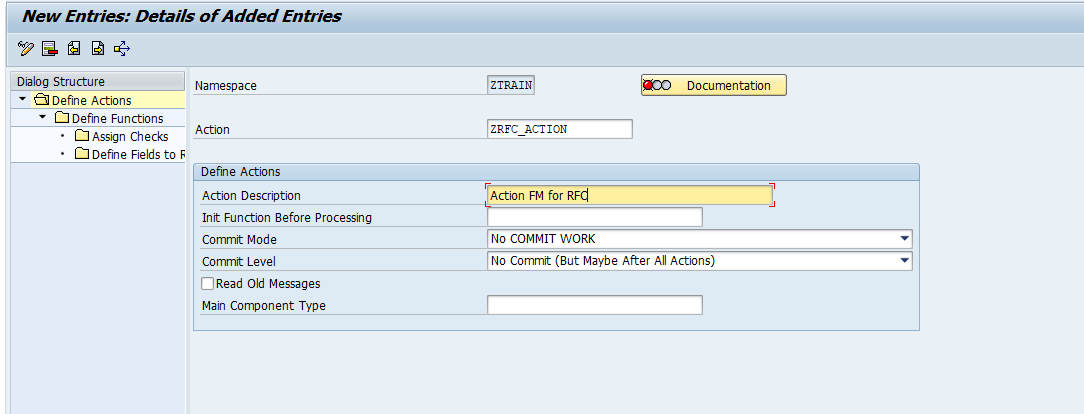 New Entries: Details of Added Entries
Dialog Structure
Define Actions
Define Functions
Assign Checks
Define Fields to R
Namespace ZTRAIN Documentation
Action ZRFC_ACTION
Define Actions
Action Description Action FM for RFC
Init Function Before Processing
Commit Mode No COMMIT WORK
Commit Level No Commit (But Maybe After All Actions)
Read Old Messages
Main Component Type